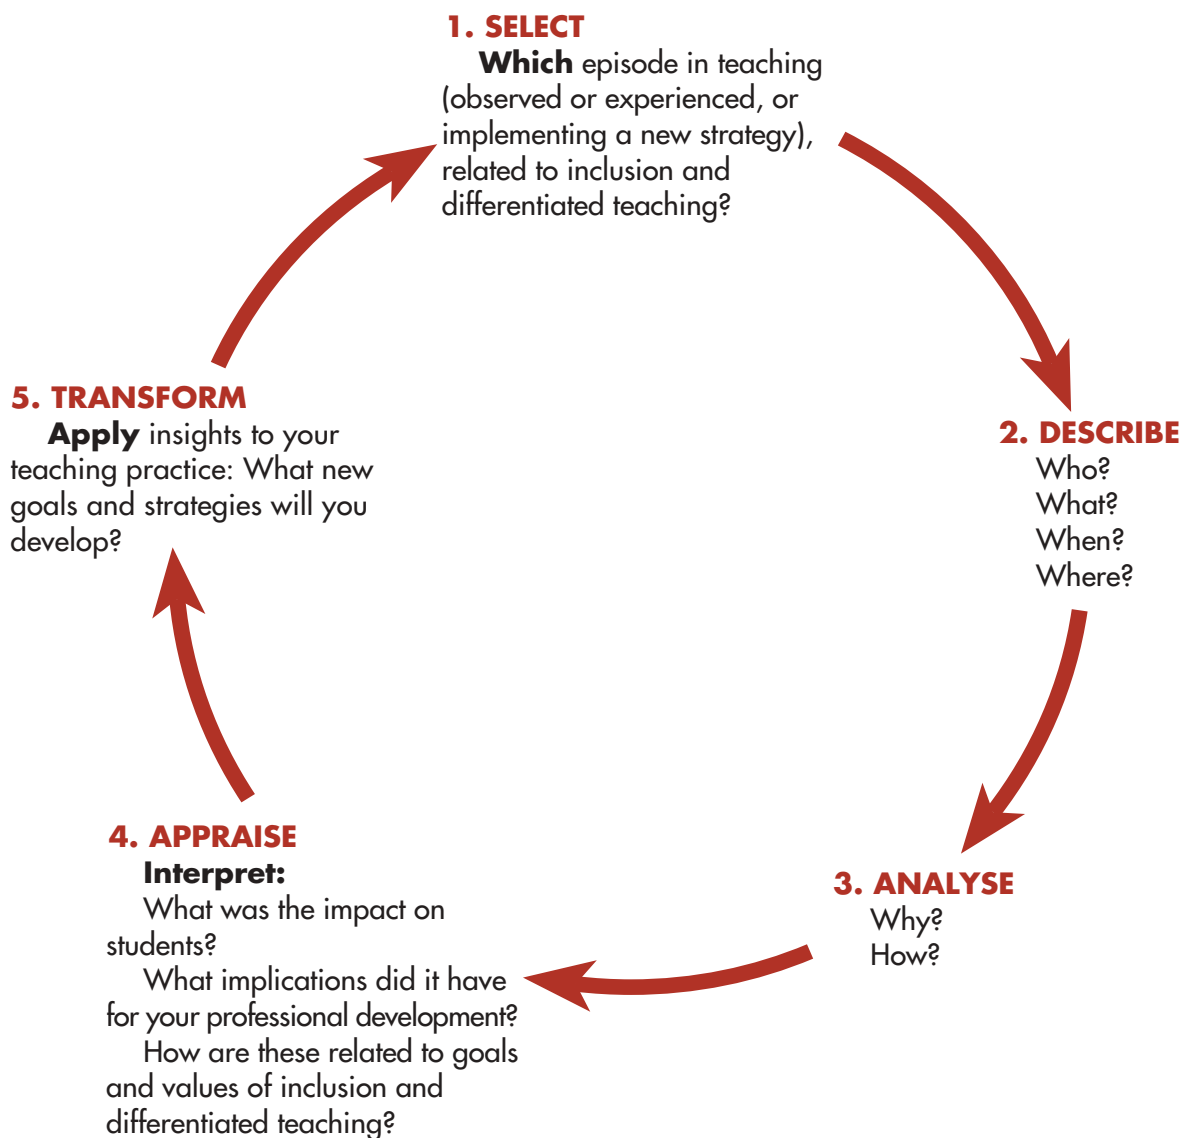 1. SELECT
Which episode in teaching
(observed or experienced, or
implementing a new strategy),
related to inclusion and
differentiated teaching?
2. DESCRIBE
Who?
What?
When?
Where?
3. ANALYSE
Why?
How?
4. APPRAISE
Interpret:
What was the impact on
students?
What implications did it have
for your professional development?
How are these related to goals
and values of inclusion and
differentiated teaching?
5. TRANSFORM
Apply insights to your
teaching practice: What new
goals and strategies will you
develop?